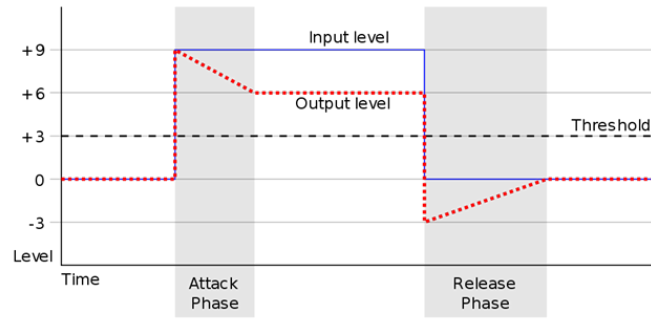 +9
Input level
+6
Output level
+3
Threshold
0
-3
Level
Time
Attack
Phase
Release
Phase